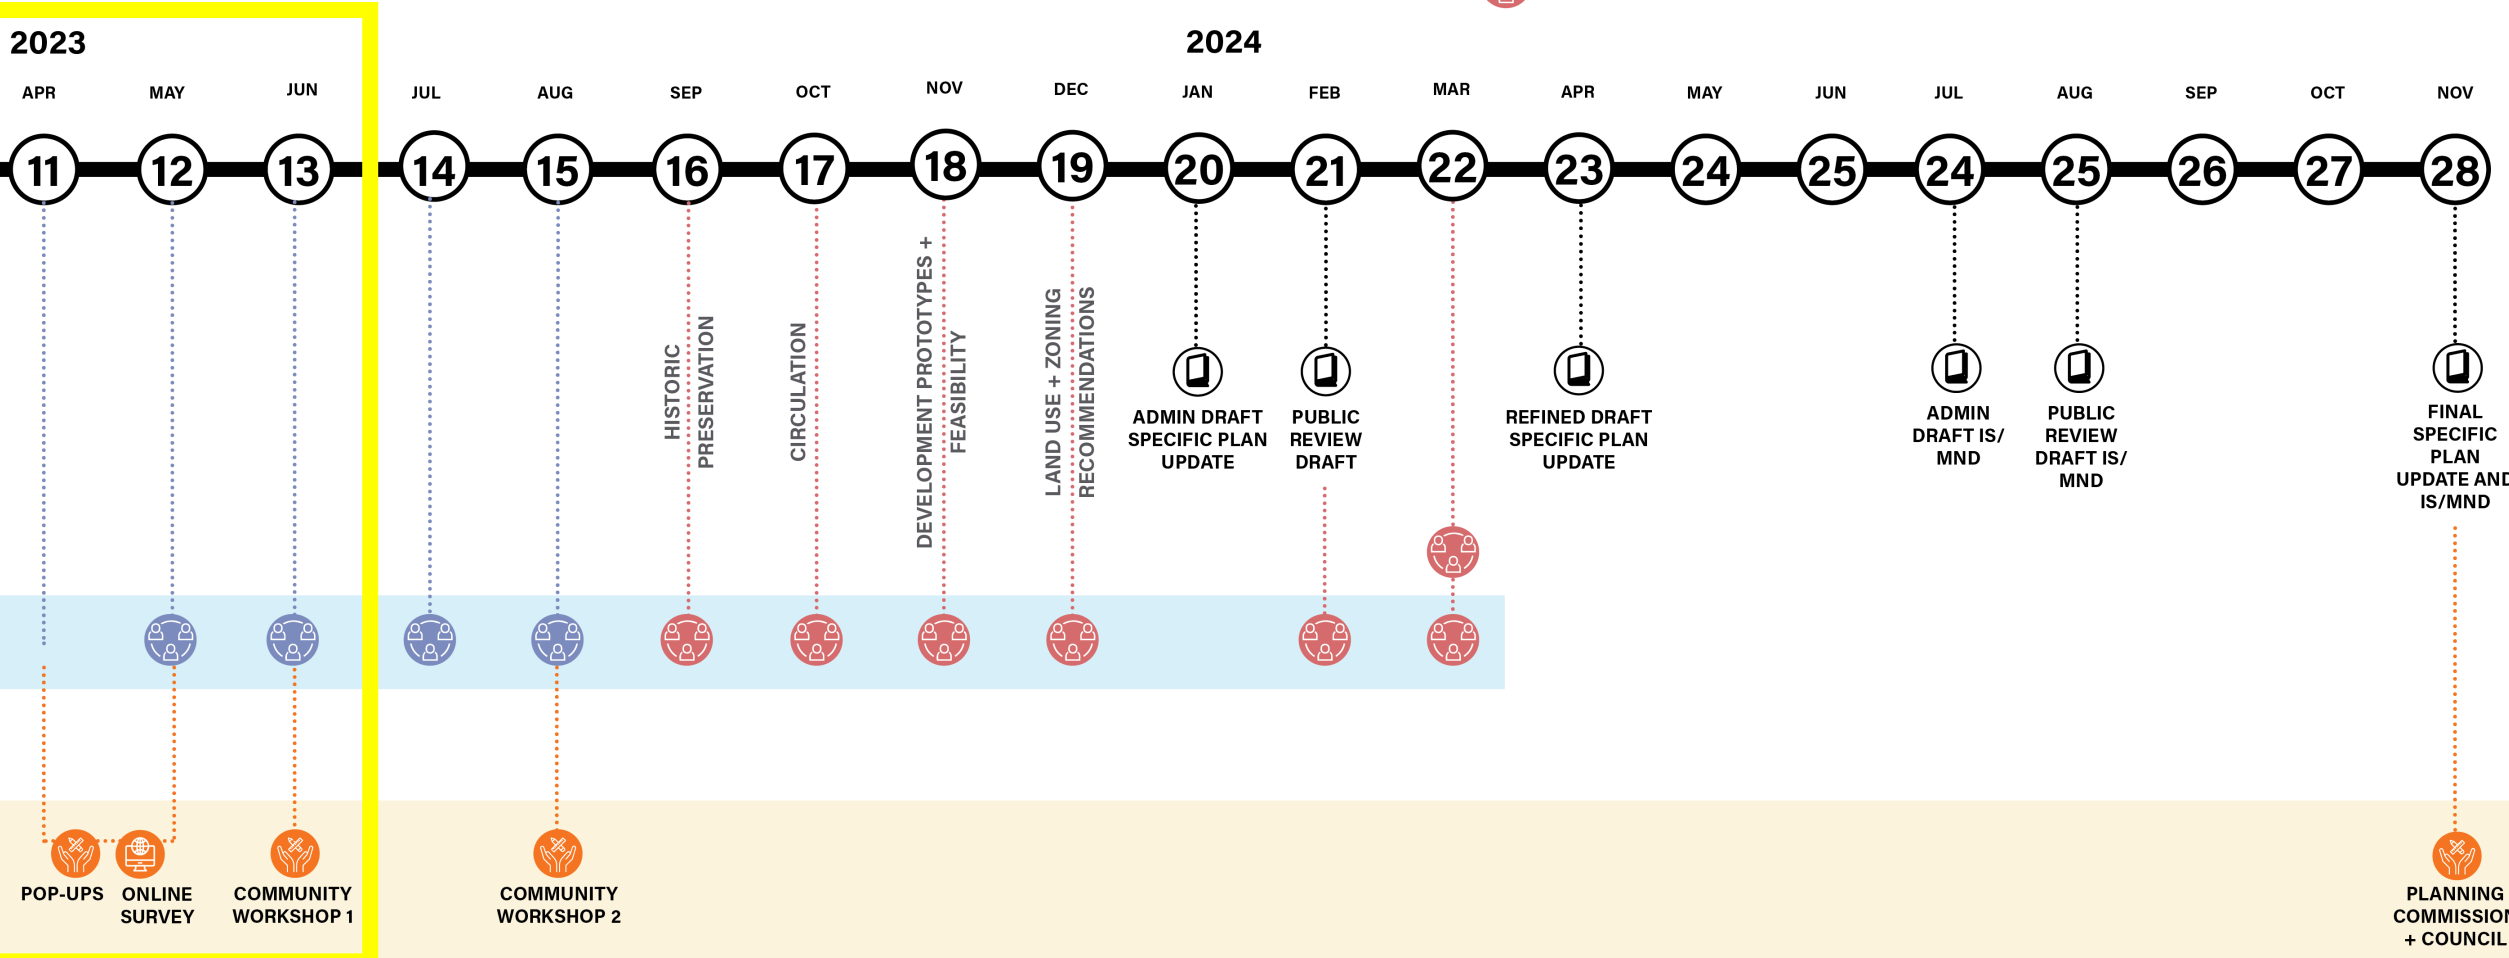 2023
2024
APR
MAY
JUN
JUL
AUG
SEP
OCT
NOV
DEC
JAN
FEB
MAR
APR
MAY
JUN
JUL
AUG
SEP
OCT
NOV
11
12
13
14
15
16
17
18
19
20
21
22
23
24
25
24
25
26
27
28
HISTORIC
PRESERVATION
CIRCULATION
DEVELOPMENT PROTOTYPES +
FEASIBILITY
LAND USE + ZONING
RECOMMENDATIONS
ADMIN DRAFT
SPECIFIC PLAN
UPDATE
PUBLIC
REVIEW
DRAFT
REFINED DRAFT
SPECIFIC PLAN
UPDATE
ADMIN
DRAFT IS/
MND
PUBLIC
REVIEW
DRAFT IS/
MND
FINAL
SPECIFIC
PLAN
UPDATE AND
IS/MND
POP-UPS
ONLINE
SURVEY
COMMUNITY
WORKSHOP 1
COMMUNITY
WORKSHOP 2
PLANNING
COMMISSION
+ COUNCIL